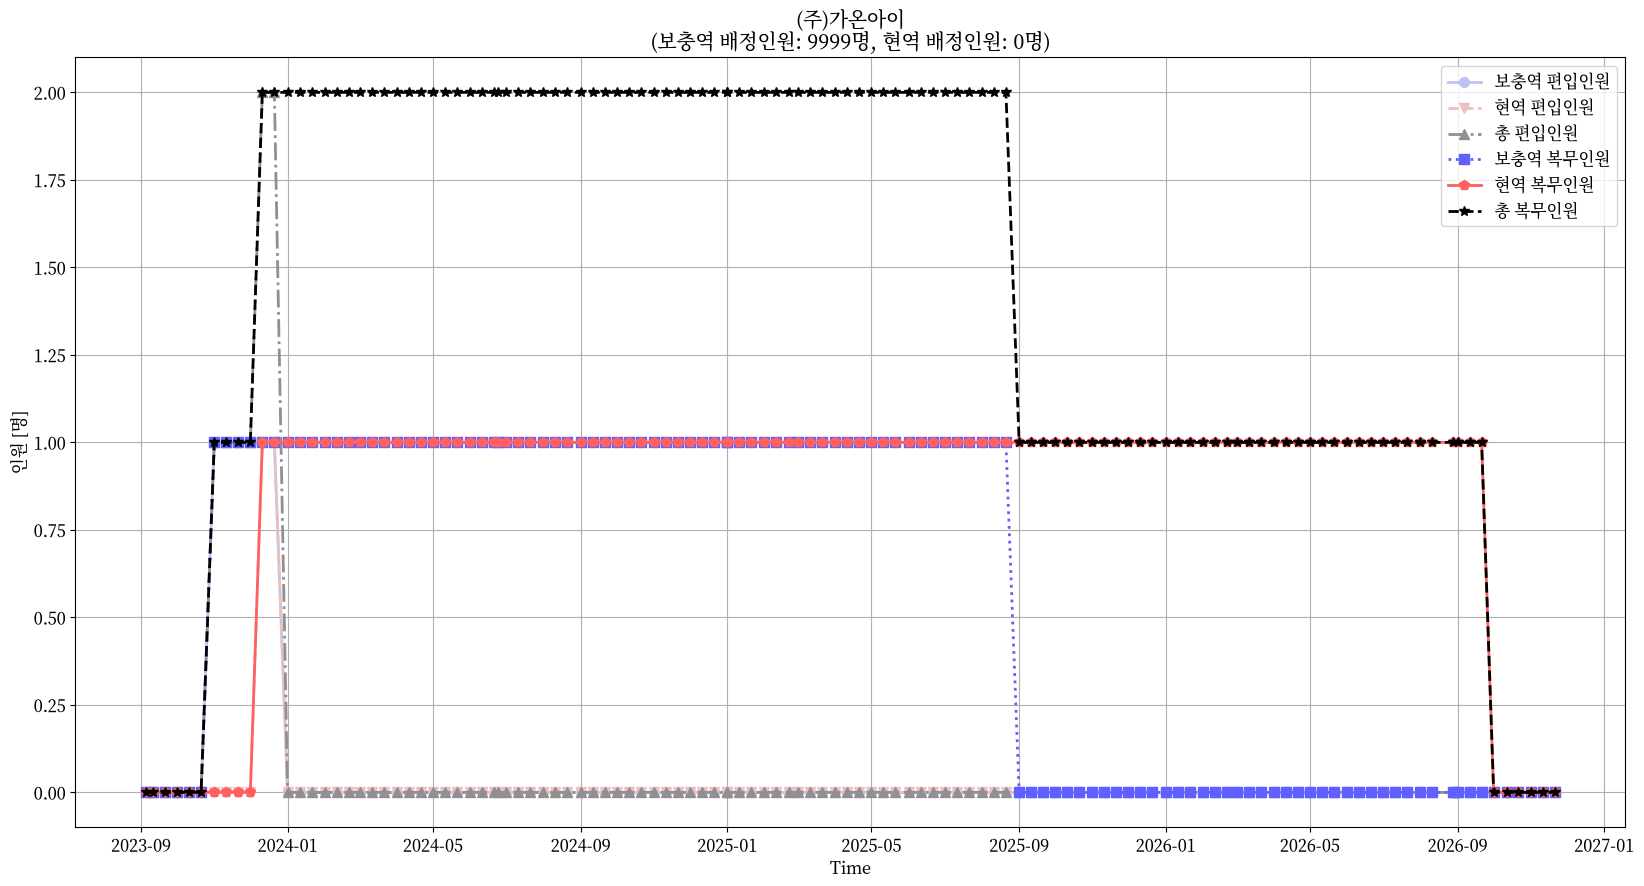 (주)가온아이
(보충역 배정인원: 9999명, 현역 배정인원: 0명)
보충역 편입인원
현역 편입인원
총 편입인원
보충역 복무인원
현역 복무인원
총 복무인원
2.00
1.75
1.50
1.25
1.00
0.75
0.50
0.25
0.00
인원 [명]
2023-09 2024-01 2024-05 2024-09 2025-01 2025-05 2025-09 2026-01 2026-05 2026-09 2027-01
Time